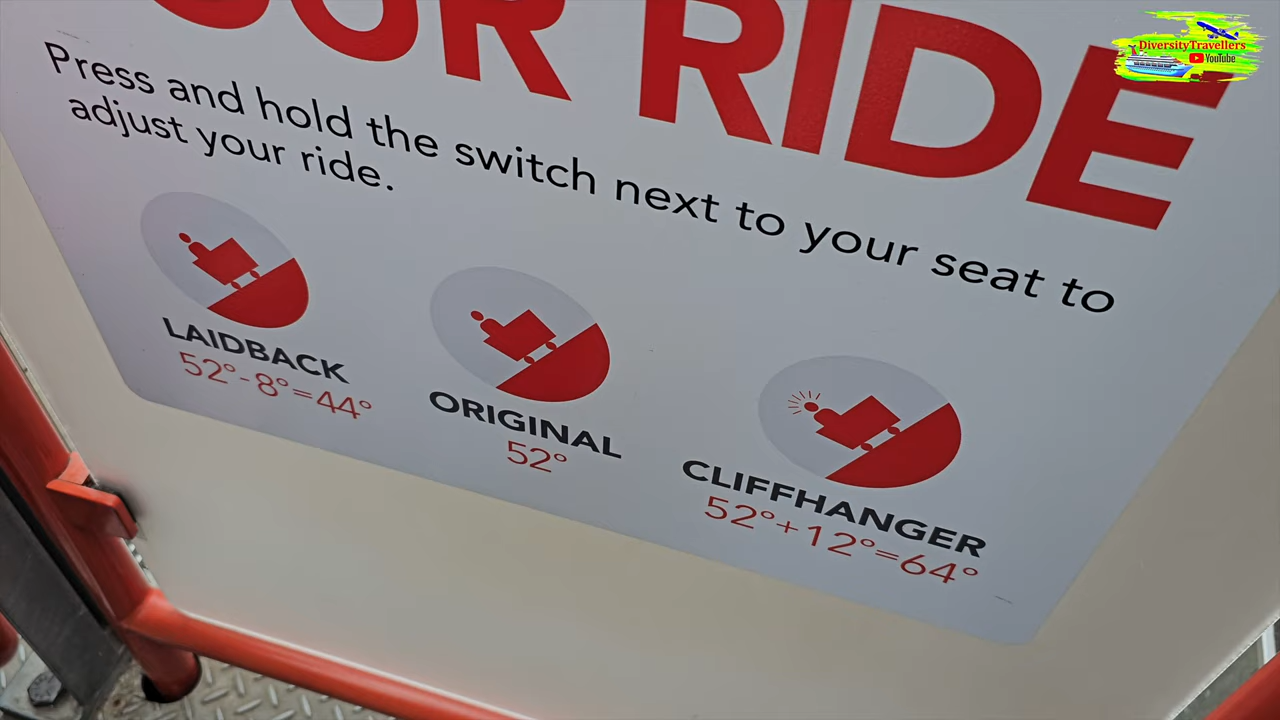 OUR RIDE
Press and hold the switch next to your seat to
adjust your ride.
LAIDBACK
52°-8°=44°
ORIGINAL
52°
CLIFFHANGER
52°+12°=64°
DiversityTravellers
YouTube